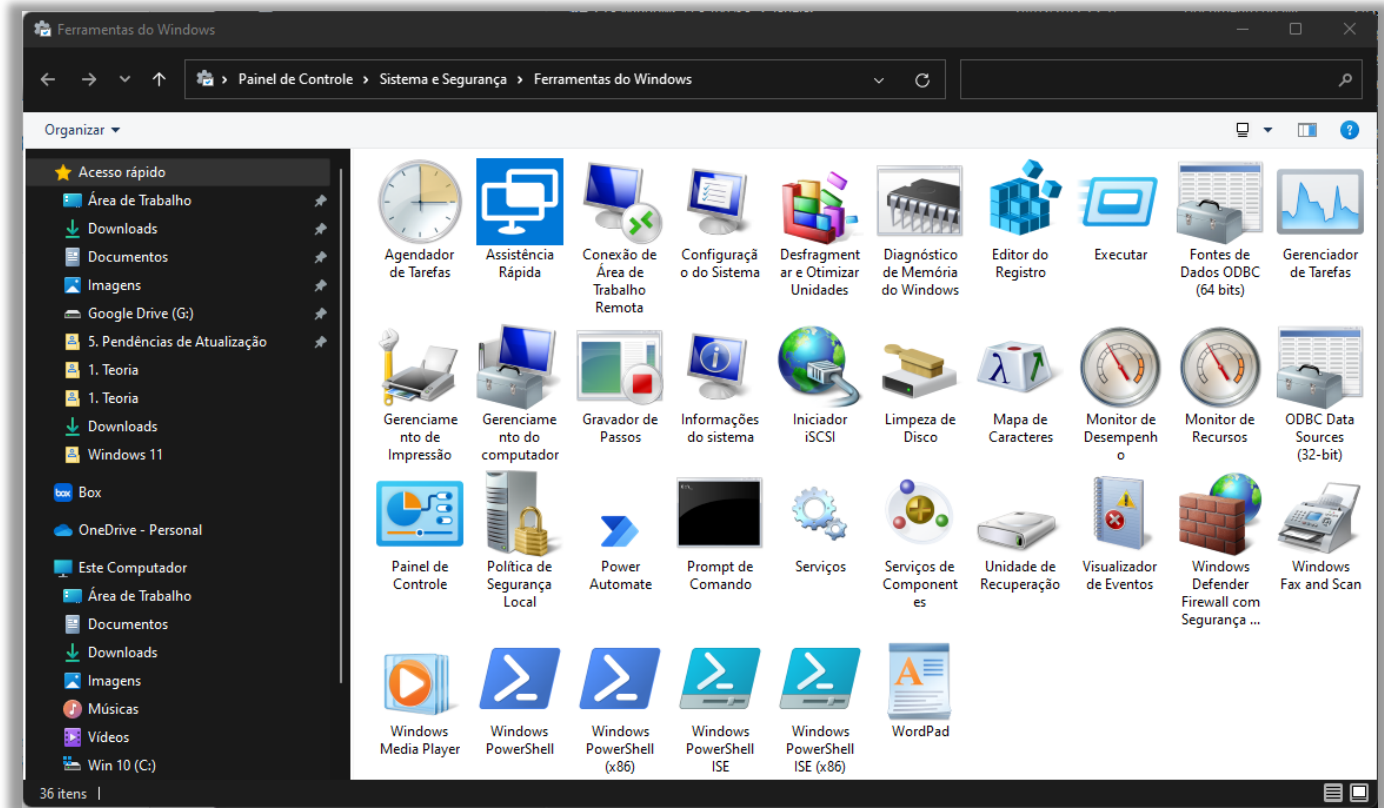 Ferramentas do Windows
Painel de Controle > Sistema e Segurança > Ferramentas do Windows
Organizar
Acesso rápido
Área de Trabalho
Downloads
Documentos
Imagens
Google Drive (G:)
5. Pendências de Atualização
1. Teoria
1. Teoria
Downloads
Windows 11
box Box
OneDrive - Personal
Este Computador
Área de Trabalho
Documentos
Downloads
Imagens
Músicas
Vídeos
Win 10 (C:)
Agendador
de Tarefas
Assistência
Rápida
Conexão de
Área de
Trabalho
Remota
Configuraçã
o do Sistema
Desfragment
ar e Otimizar
Unidades
Diagnóstico
de Memória
do Windows
Editor do
Registro
Executar
Fontes de
Dados ODBC
(64 bits)
Gerenciador
de Tarefas
Gerenciame
nto de
Impressão
Gerenciame
nto do
computador
Gravador de
Passos
Informações
do sistema
Iniciador
iSCSI
Limpeza de
Disco
Mapa de
Caracteres
Monitor de
Desempenh
o
Monitor de
Recursos
ODBC Data
Sources
(32-bit)
Painel de
Controle
Política de
Segurança
Local
Power
Automate
Prompt de
Comando
Serviços
Serviços de
Component
es
Unidade de
Recuperação
Visualizador
de Eventos
Windows
Defender
Firewall com
Segurança ...
Windows
Fax and Scan
Windows
Media Player
Windows
PowerShell
Windows
PowerShell
(x86)
Windows
PowerShell
ISE
Windows
PowerShell
ISE (x86)
WordPad
36 itens